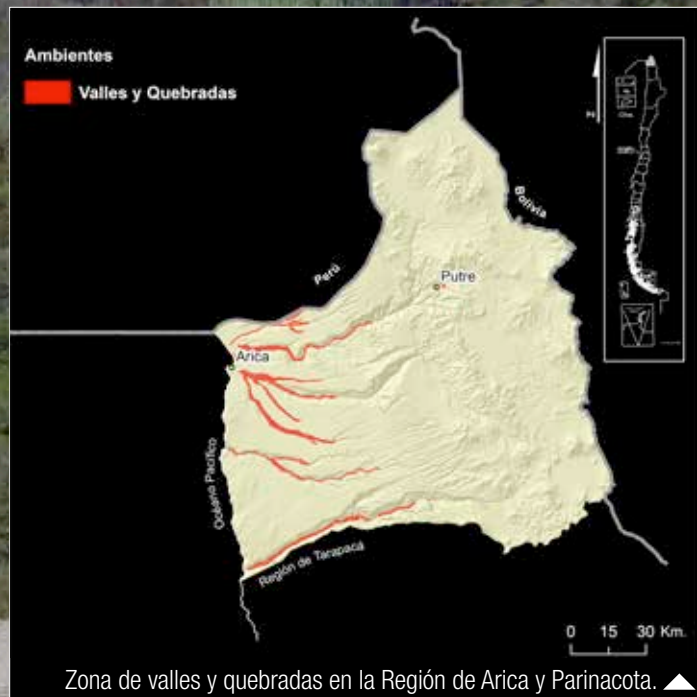 Ambientes
Valles y Quebradas
Bolivia
Perú
Putre
Arica
Océano Pacífico
Región de Tarapacá
0 15 30 Km.
Zona de valles y quebradas en la Región de Arica y Parinacota.